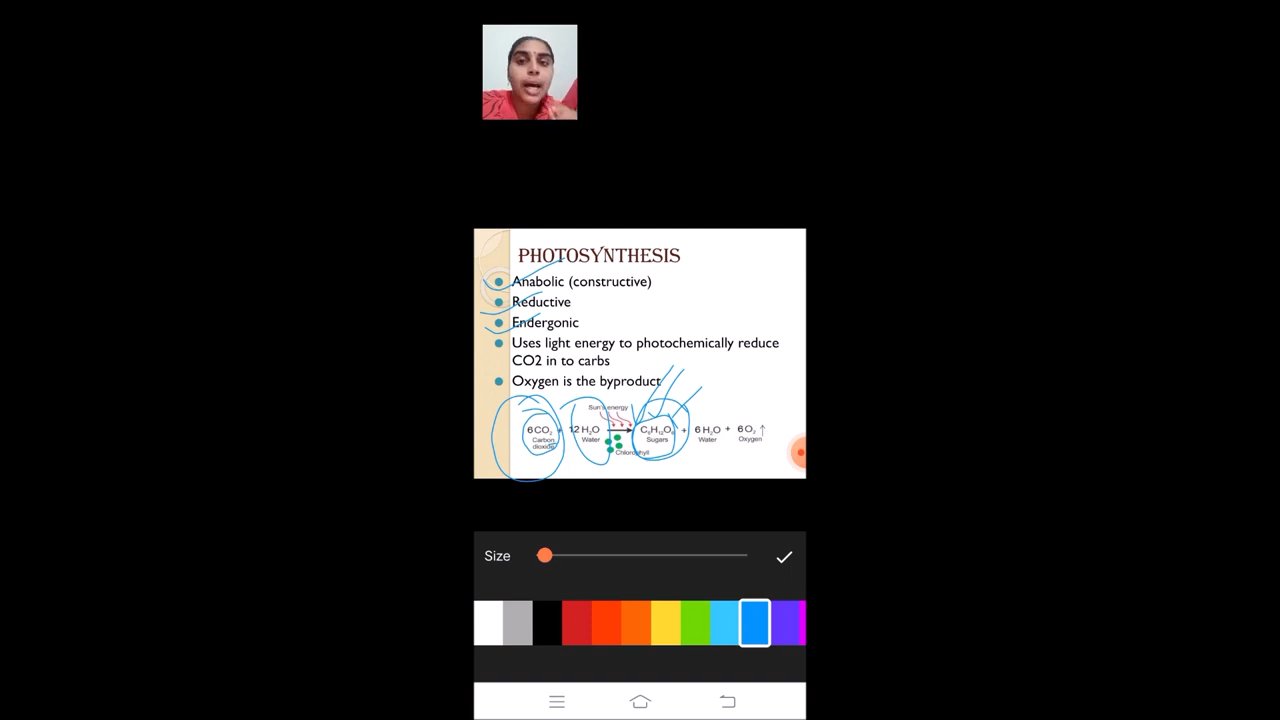 PHOTOSYNTHESIS
Anabolic (constructive)
Reductive
Endergonic
Uses light energy to photochemically reduce
CO2 in to carbs
Oxygen is the byproduct
Sun's energy
6CO₂ + 12H₂O C₆H₁₂O₆ + 6H₂O + 6O₂ ↑
Carbon dioxide Water Sugars Water Oxygen
Chlorophyll
Size